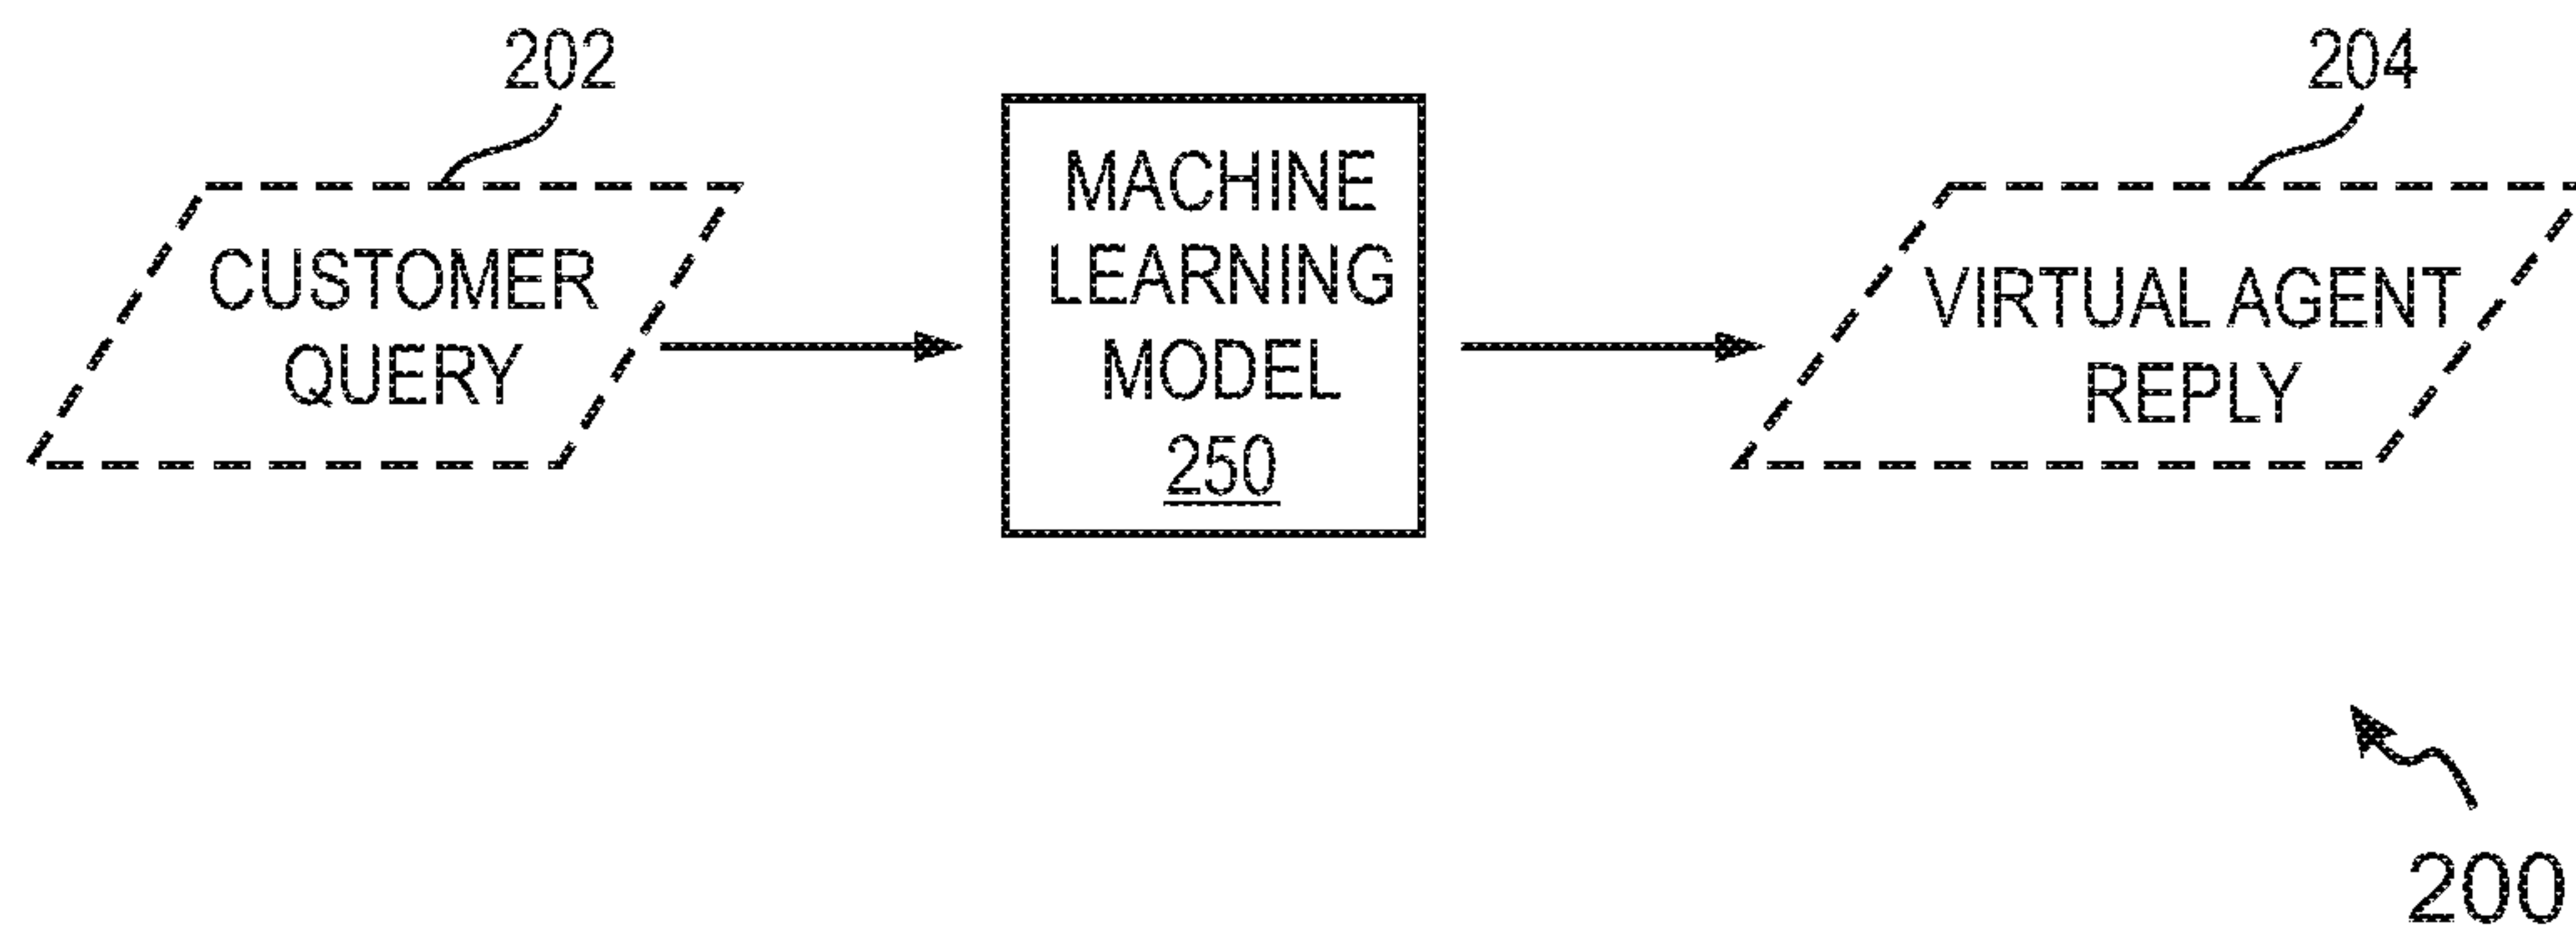 202
CUSTOMER
QUERY
MACHINE
LEARNING
MODEL
250
204
VIRTUAL AGENT
REPLY
200